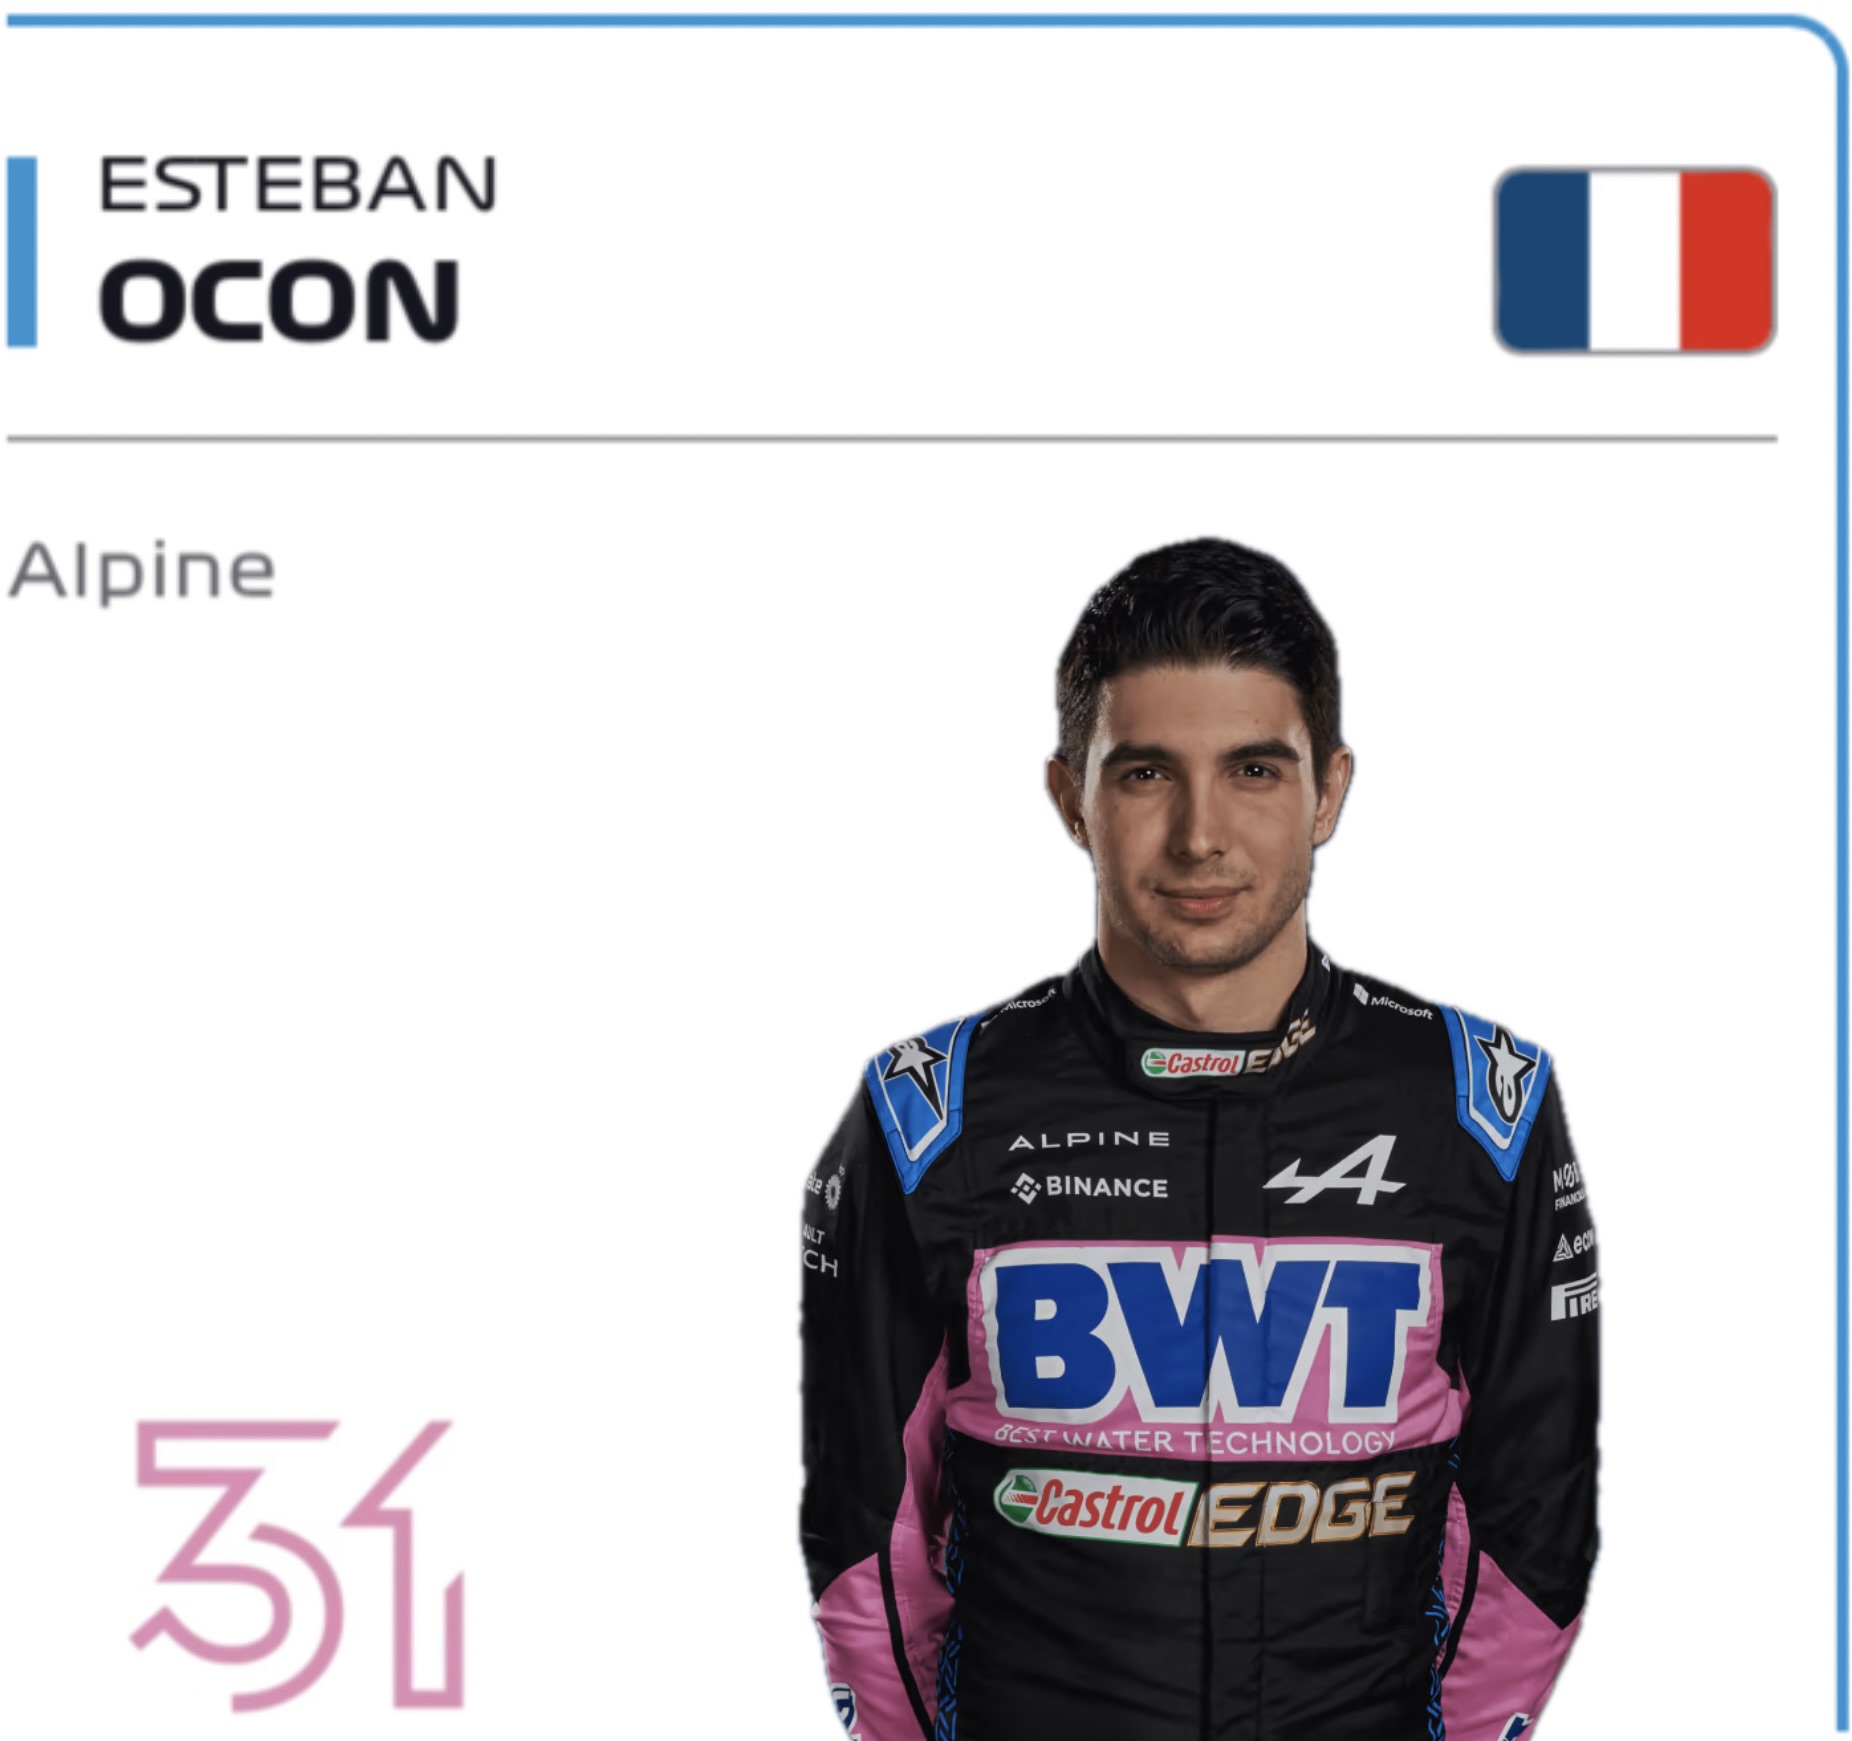 ESTEBAN
OCON
Alpine
Microsoft
Microsoft
Castrol EDGE
ALPINE
BINANCE
BWT
BEST WATER TECHNOLOGY
Castrol EDGE
31